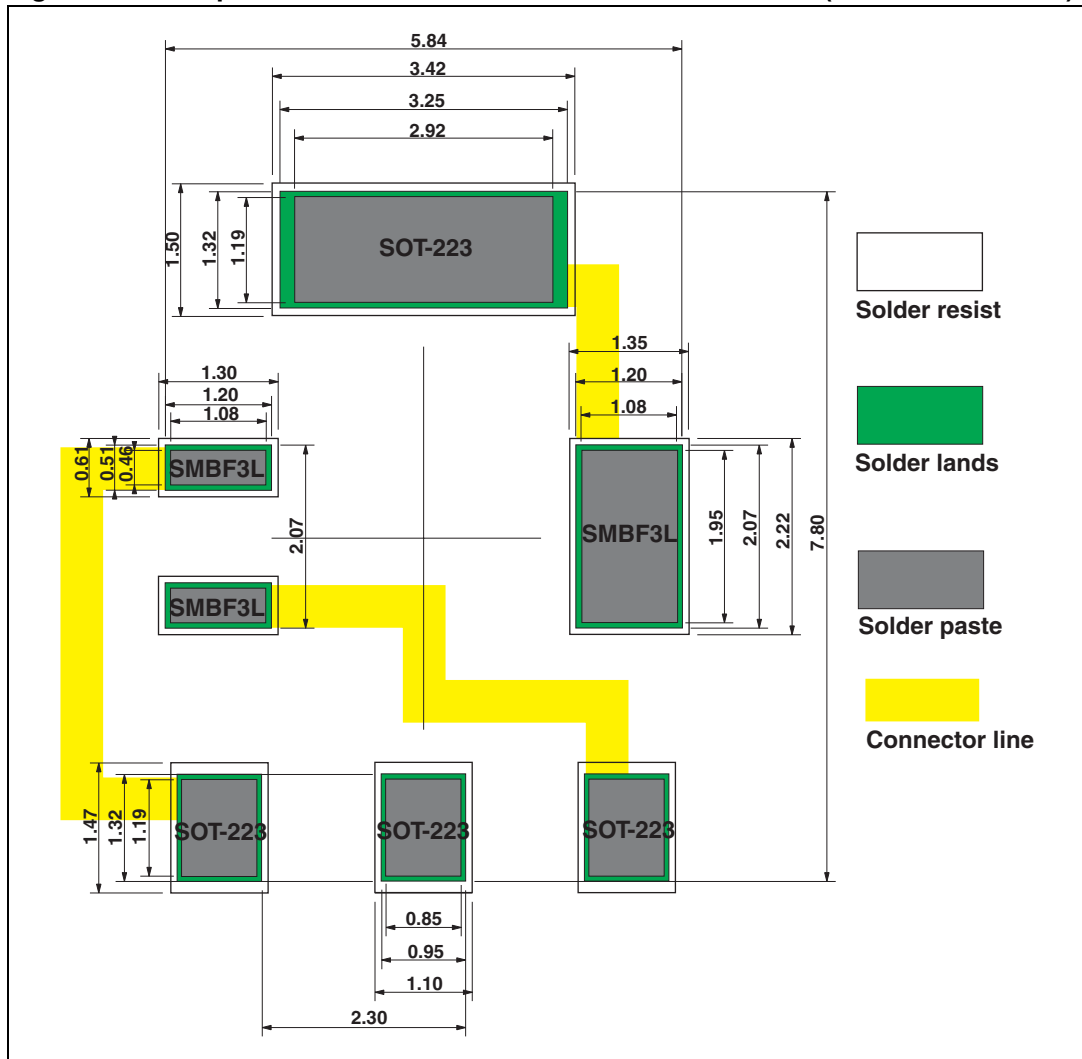 5.84
3.42
3.25
2.92
1.50
1.32
1.19
SOT-223
Solder resist
1.35
1.20
1.08
1.30
1.20
1.08
0.61
0.51
0.46
SMBF3L
Solder lands
2.07
SMBF3L
1.95
2.07
2.22
7.80
SMBF3L
Solder paste
Connector line
1.47
1.32
1.19
SOT-223
SOT-223
SOT-223
0.85
0.95
1.10
2.30